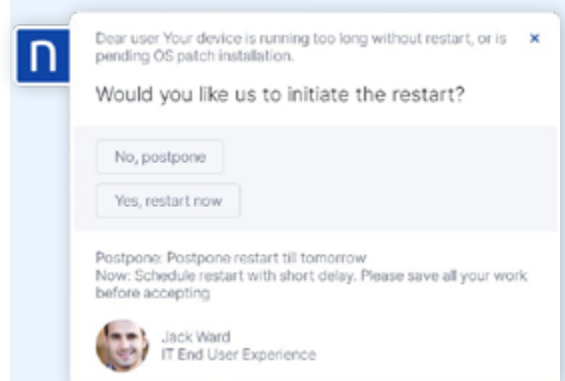 n
Dear user Your device is running too long without restart, or is
pending OS patch installation.
Would you like us to initiate the restart?
No, postpone
Yes, restart now
Postpone: Postpone restart till tomorrow
Now: Schedule restart with short delay. Please save all your work
before accepting
Jack Ward
IT End User Experience